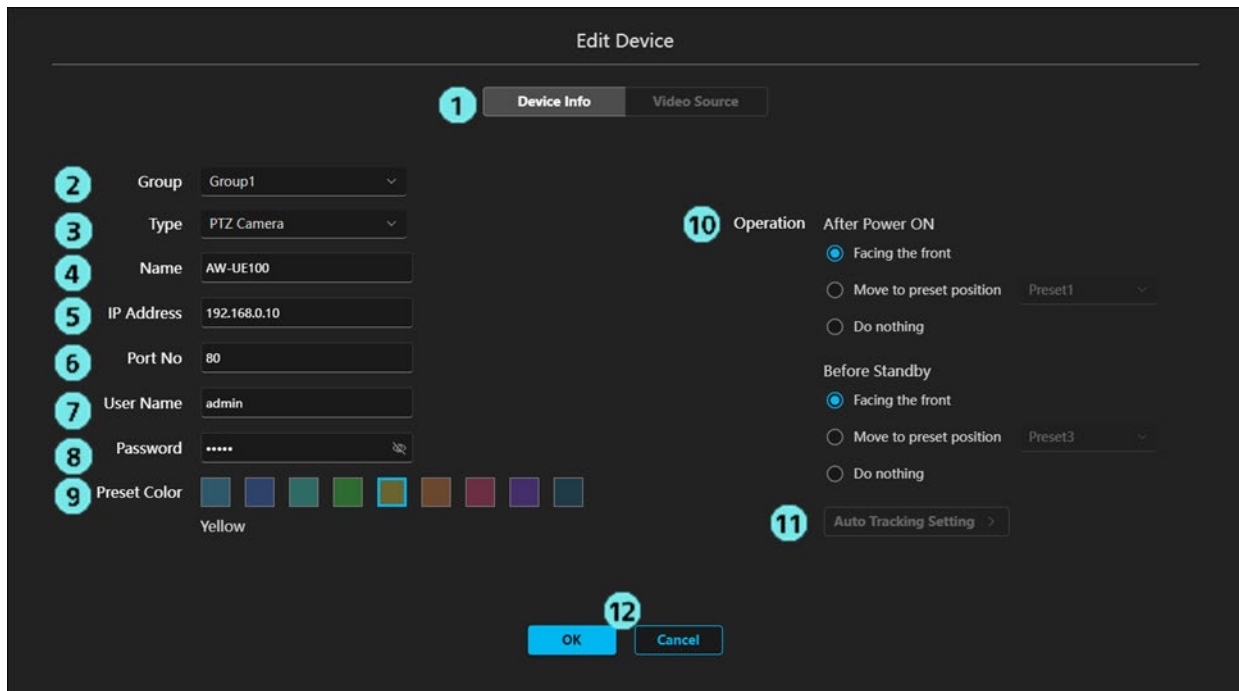 Edit Device
1 Device Info Video Source
2 Group Group1
3 Type PTZ Camera
4 Name AW-UE100
5 IP Address 192.168.0.10
6 Port No 80
7 User Name admin
8 Password •••••
9 Preset Color
Yellow
10 Operation After Power ON
Facing the front
Move to preset position Preset1
Do nothing
Before Standby
Facing the front
Move to preset position Preset3
Do nothing
11 Auto Tracking Setting >
12
OK Cancel